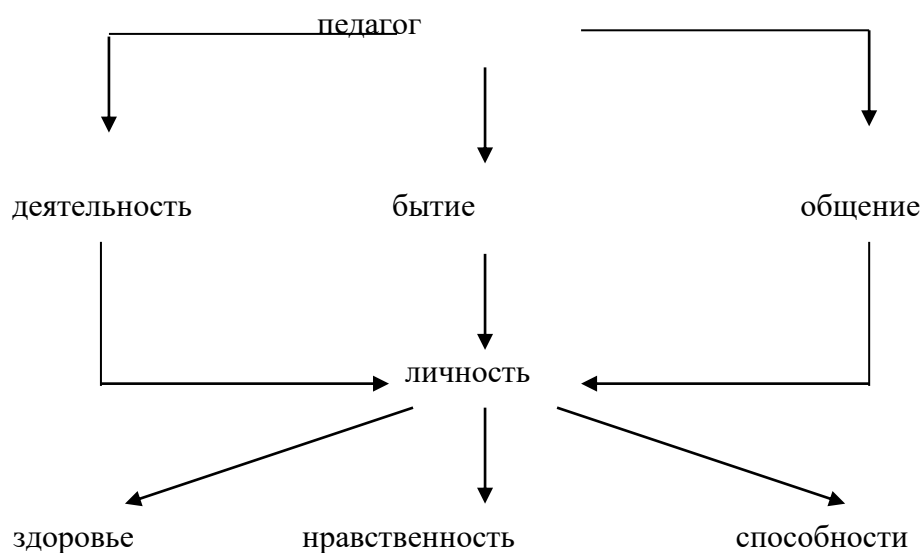 педагог
деятельность бытие общение
личность
здоровье нравственность способности